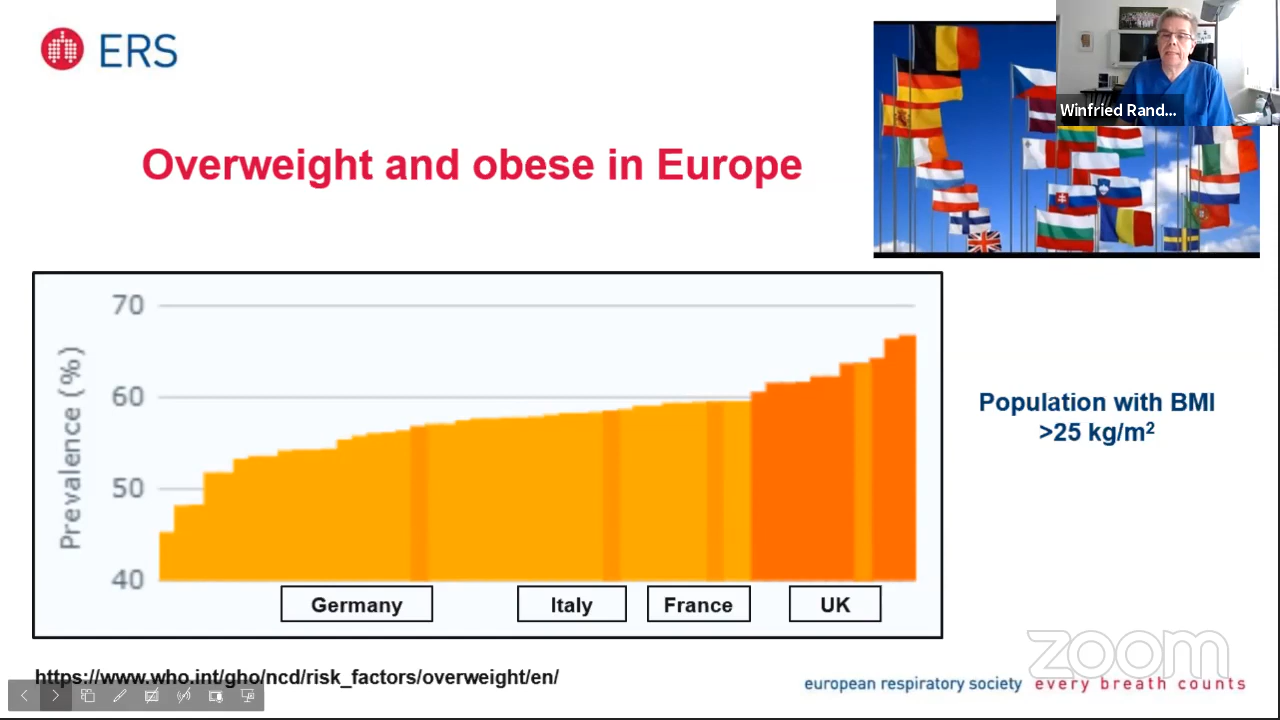 ERS
Winfried Rand...
Overweight and obese in Europe
70
60
50
40
Prevalence (%)
Population with BMI
>25 kg/m²
Germany
Italy
France
UK
https://www.who.int/gho/ncd/risk_factors/overweight/en/
zoom
european respiratory society every breath counts